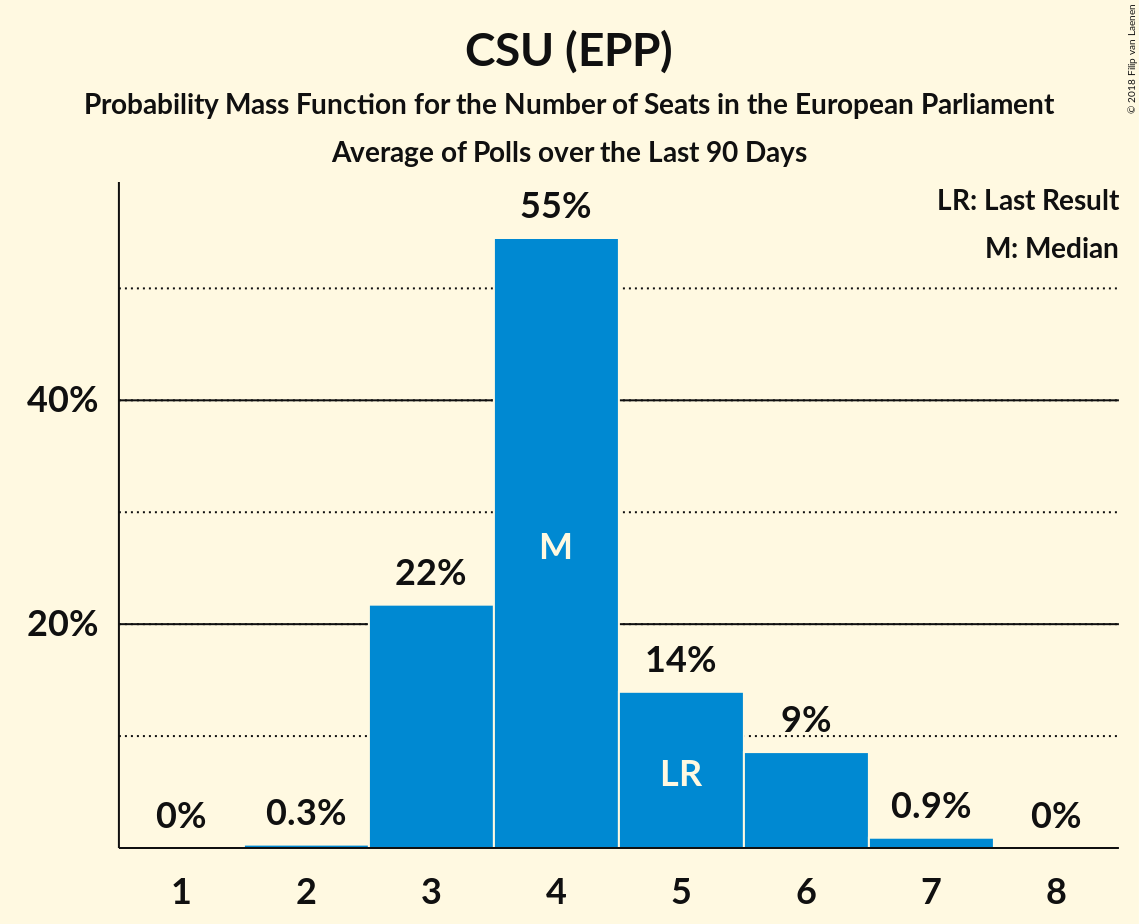 CSU (EPP)
Probability Mass Function for the Number of Seats in the European Parliament
Average of Polls over the Last 90 Days
© 2018 Filip van Laenen
LR: Last Result
M: Median
55%
40%
M
22%
20%
14%
9%
LR
0%
0.3%
0.9%
0%
1 2 3 4 5 6 7 8